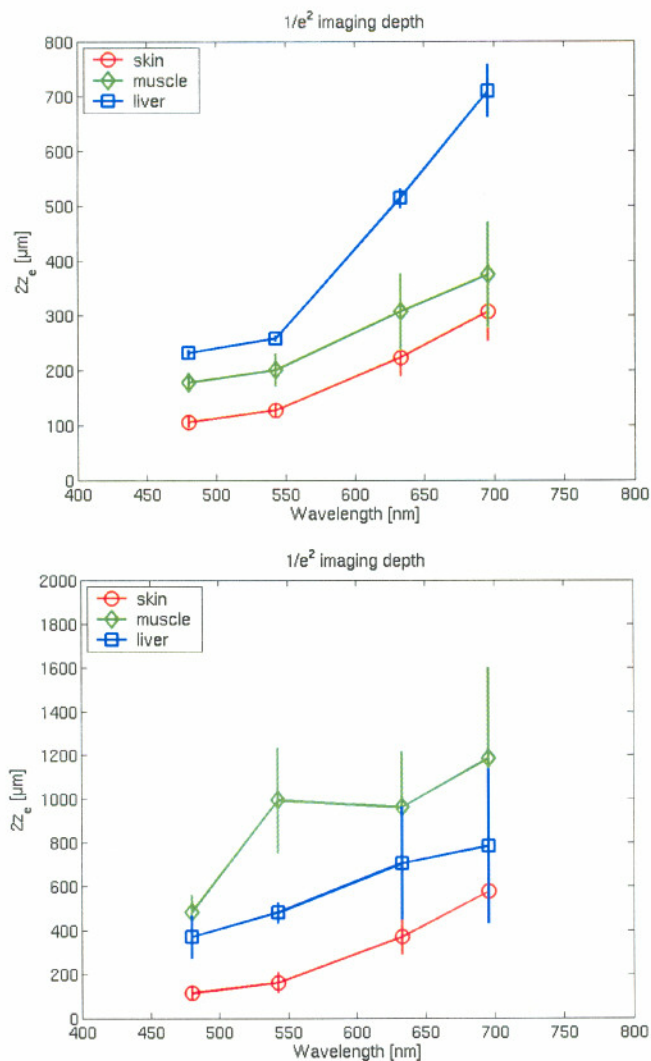 1/e² imaging depth
800
700
600
500
400
300
200
100
0
2z_e [µm]
skin
muscle
liver
400 450 500 550 600 650 700 750 800
Wavelength [nm]
1/e² imaging depth
2000
1800
1600
1400
1200
1000
800
600
400
200
0
2z_e [µm]
skin
muscle
liver
400 450 500 550 600 650 700 750 800
Wavelength [nm]